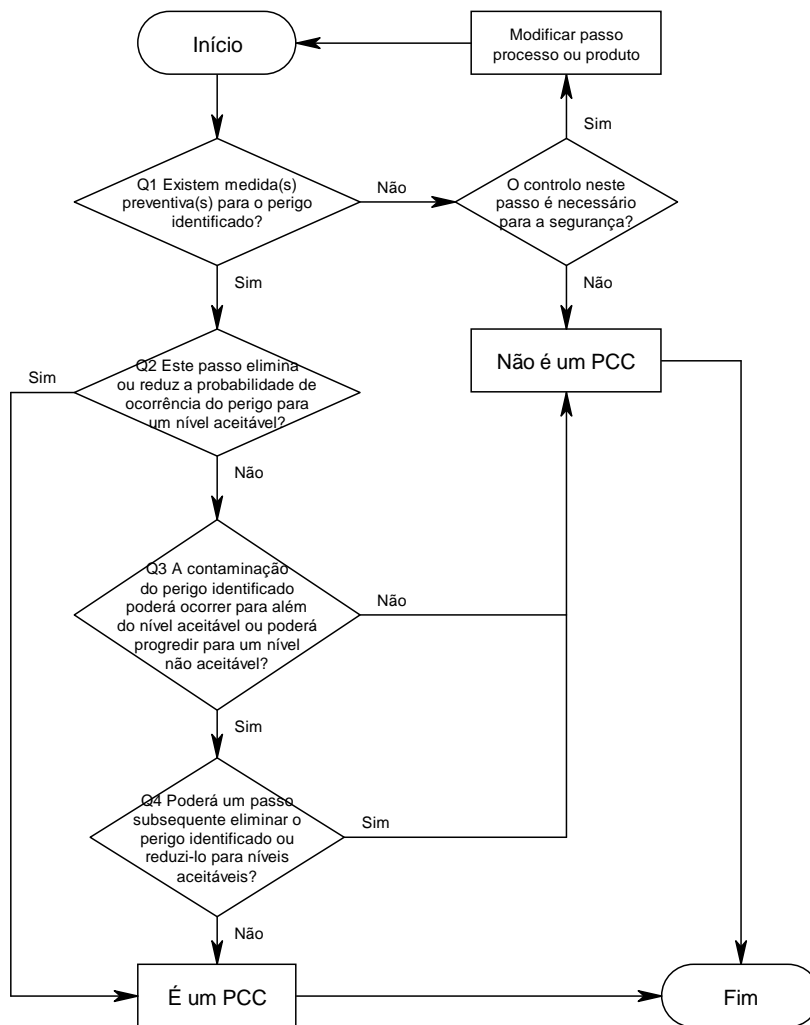 Início
Modificar passo
processo ou produto
Sim
Q1 Existem medida(s)
preventiva(s) para o perigo
identificado?
Não
O controlo neste
passo é necessário
para a segurança?
Sim
Não
Q2 Este passo elimina
ou reduz a probabilidade de
ocorrência do perigo para
um nível aceitável?
Sim
Não é um PCC
Não
Q3 A contaminação
do perigo identificado
poderá ocorrer para além
do nível aceitável ou poderá
progredir para um nível
não aceitável?
Não
Sim
Q4 Poderá um passo
subsequente eliminar o
perigo identificado ou
reduzi-lo para níveis
aceitáveis?
Sim
Não
É um PCC
Fim